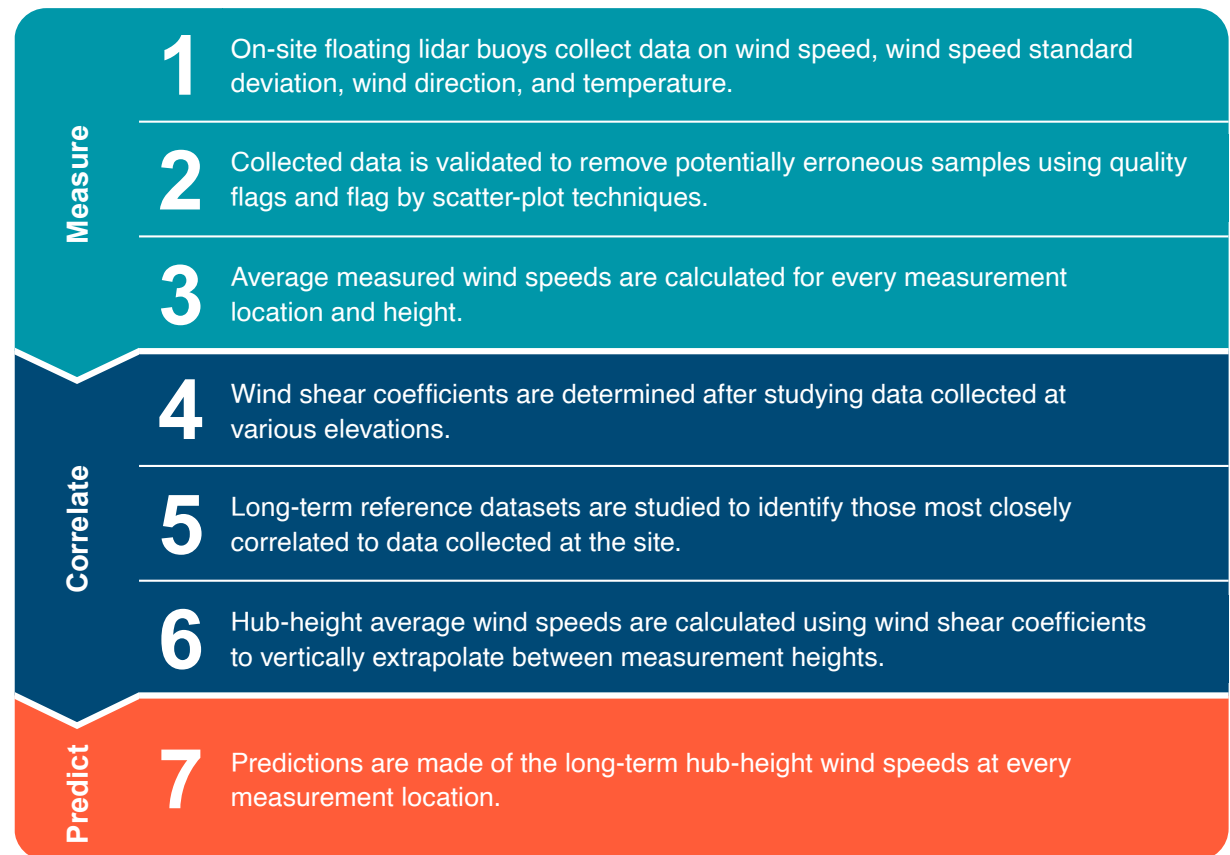 Measure
1
On-site floating lidar buoys collect data on wind speed, wind speed standard
deviation, wind direction, and temperature.
2
Collected data is validated to remove potentially erroneous samples using quality
flags and flag by scatter-plot techniques.
3
Average measured wind speeds are calculated for every measurement
location and height.
Correlate
4
Wind shear coefficients are determined after studying data collected at
various elevations.
5
Long-term reference datasets are studied to identify those most closely
correlated to data collected at the site.
6
Hub-height average wind speeds are calculated using wind shear coefficients
to vertically extrapolate between measurement heights.
Predict
7
Predictions are made of the long-term hub-height wind speeds at every
measurement location.